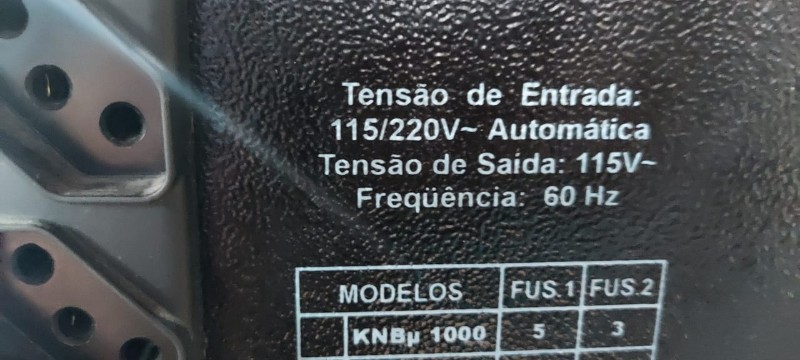 Tensão de Entrada:
115/220V~ Automática
Tensão de Saída: 115V~
Freqüência: 60 Hz
MODELOS FUS.1 FUS.2
KNBµ 1000 5 3